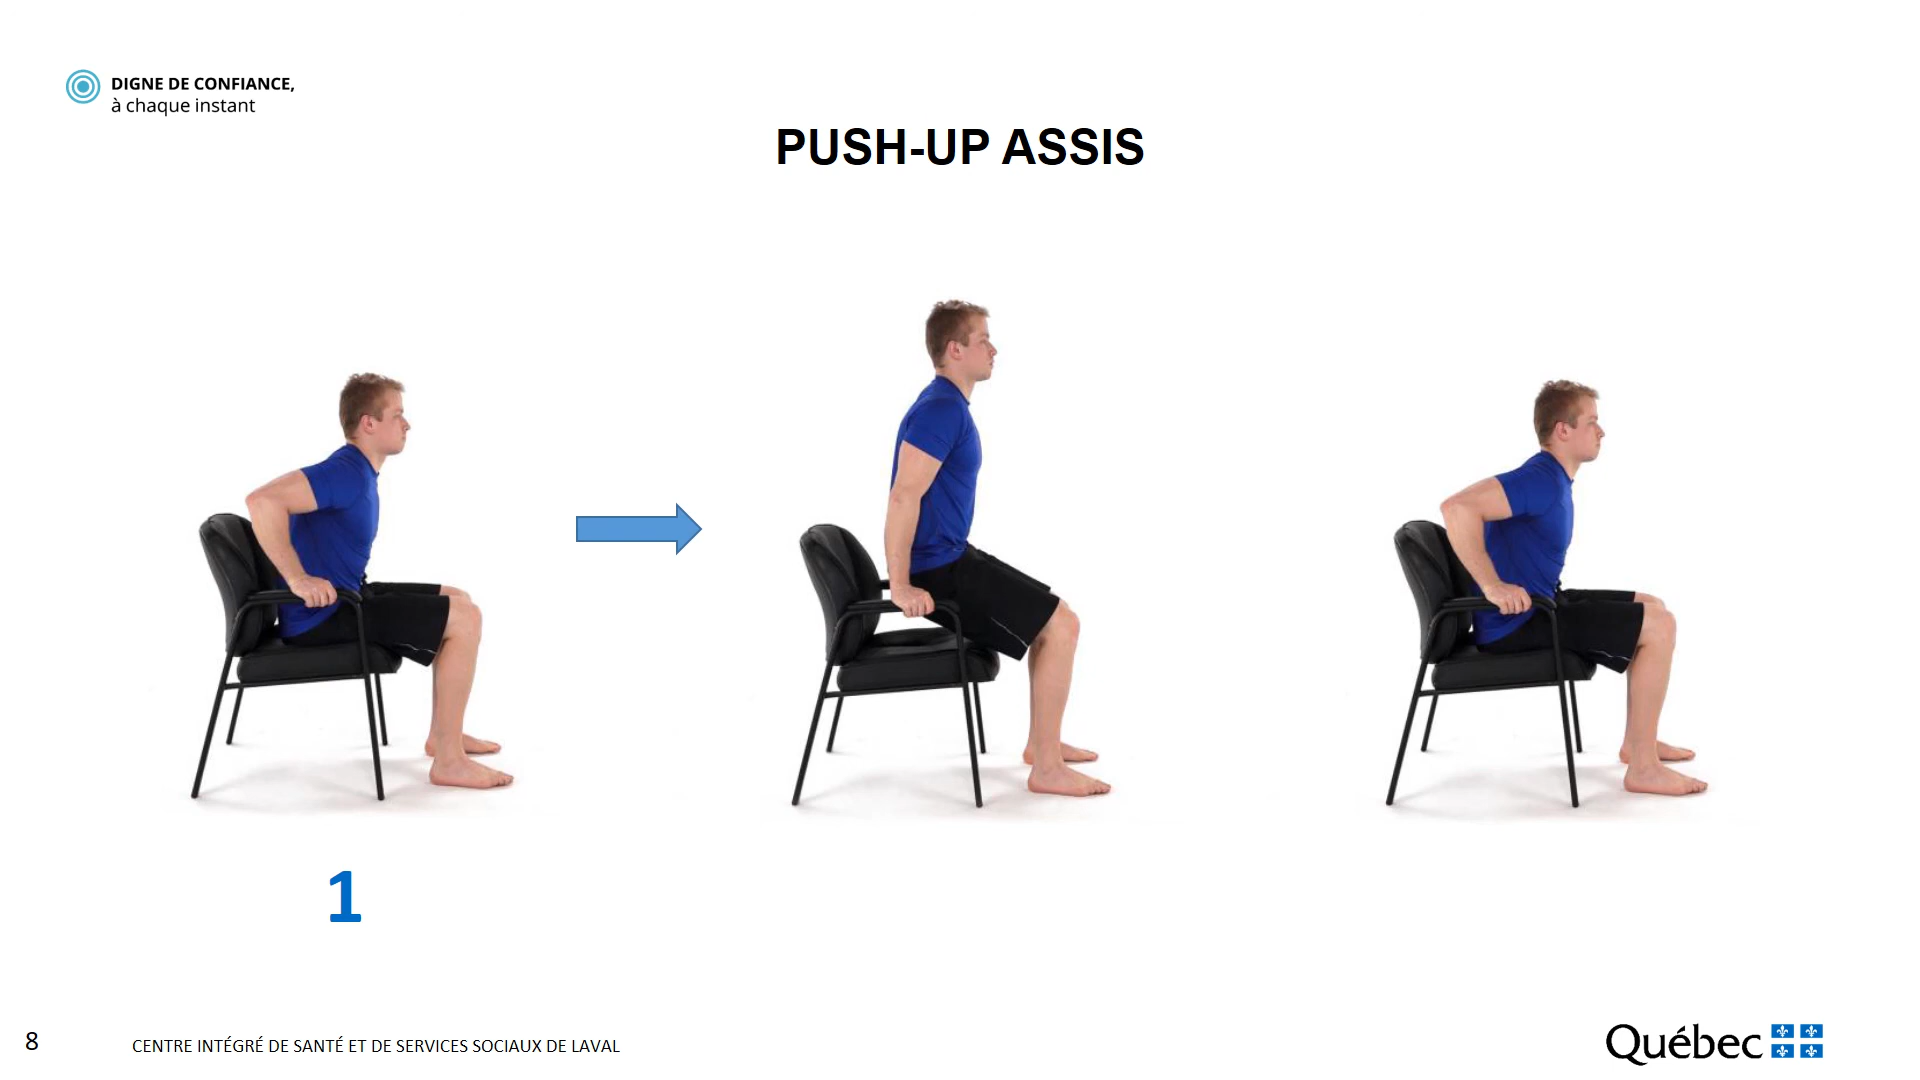 DIGNE DE CONFIANCE,
à chaque instant
PUSH-UP ASSIS
1
8
CENTRE INTÉGRÉ DE SANTÉ ET DE SERVICES SOCIAUX DE LAVAL
Québec